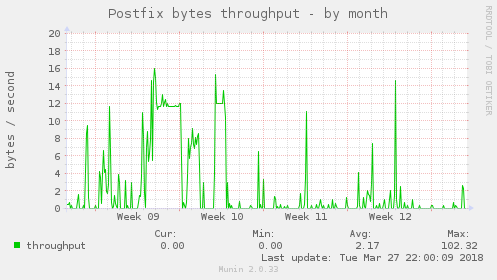 Postfix bytes throughput - by month
RRDTOOL / TOBI OETIKER
bytes / second
20
18
16
14
12
10
8
6
4
2
0
Week 09 Week 10 Week 11 Week 12
Cur: Min: Avg: Max:
throughput 0.00 0.00 2.17 102.32
Last update: Tue Mar 27 22:00:09 2018
Munin 2.0.33